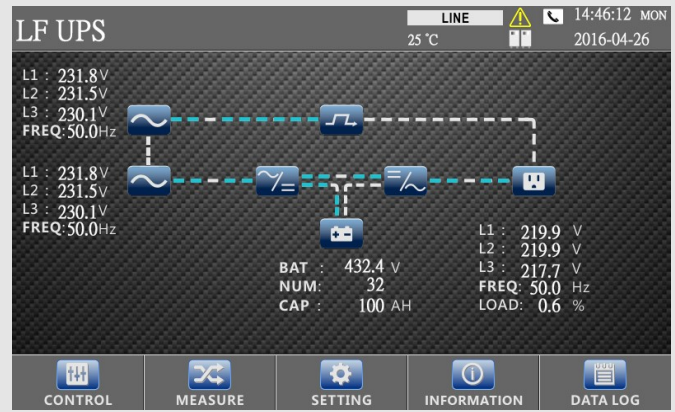 LF UPS
LINE
14:46:12 MON
25 ℃
2016-04-26
L1 : 231.8V
L2 : 231.5V
L3 : 230.1V
FREQ:50.0Hz
L1 : 231.8V
L2 : 231.5V
L3 : 230.1V
FREQ:50.0Hz
BAT : 432.4 V
NUM: 32
CAP : 100 AH
L1 : 219.9 V
L2 : 219.9 V
L3 : 217.7 V
FREQ: 50.0 Hz
LOAD: 0.6 %
CONTROL
MEASURE
SETTING
INFORMATION
DATA LOG